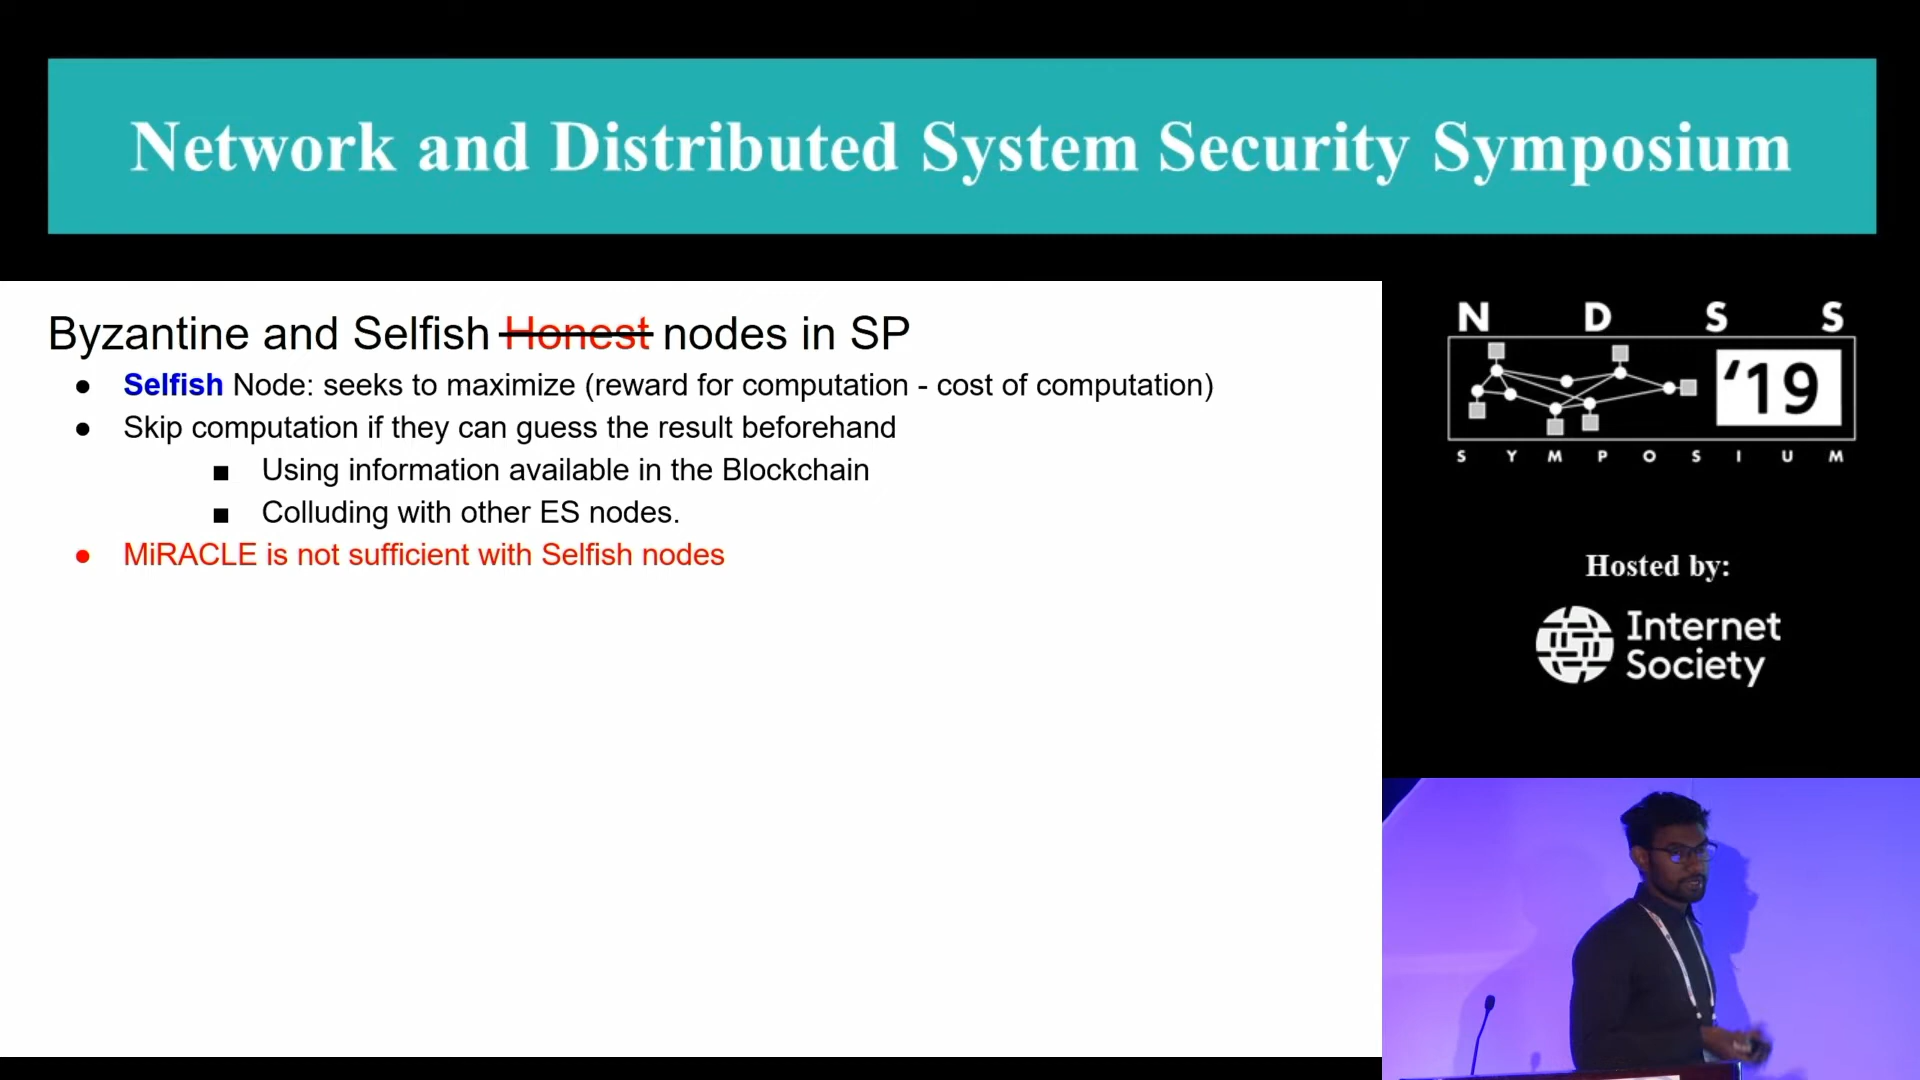 Network and Distributed System Security Symposium
Byzantine and Selfish Honest nodes in SP
● Selfish Node: seeks to maximize (reward for computation - cost of computation)
● Skip computation if they can guess the result beforehand
■ Using information available in the Blockchain
■ Colluding with other ES nodes.
● MiRACLE is not sufficient with Selfish nodes
N D S S
'19
S Y M P O S I U M
Hosted by:
Internet
Society